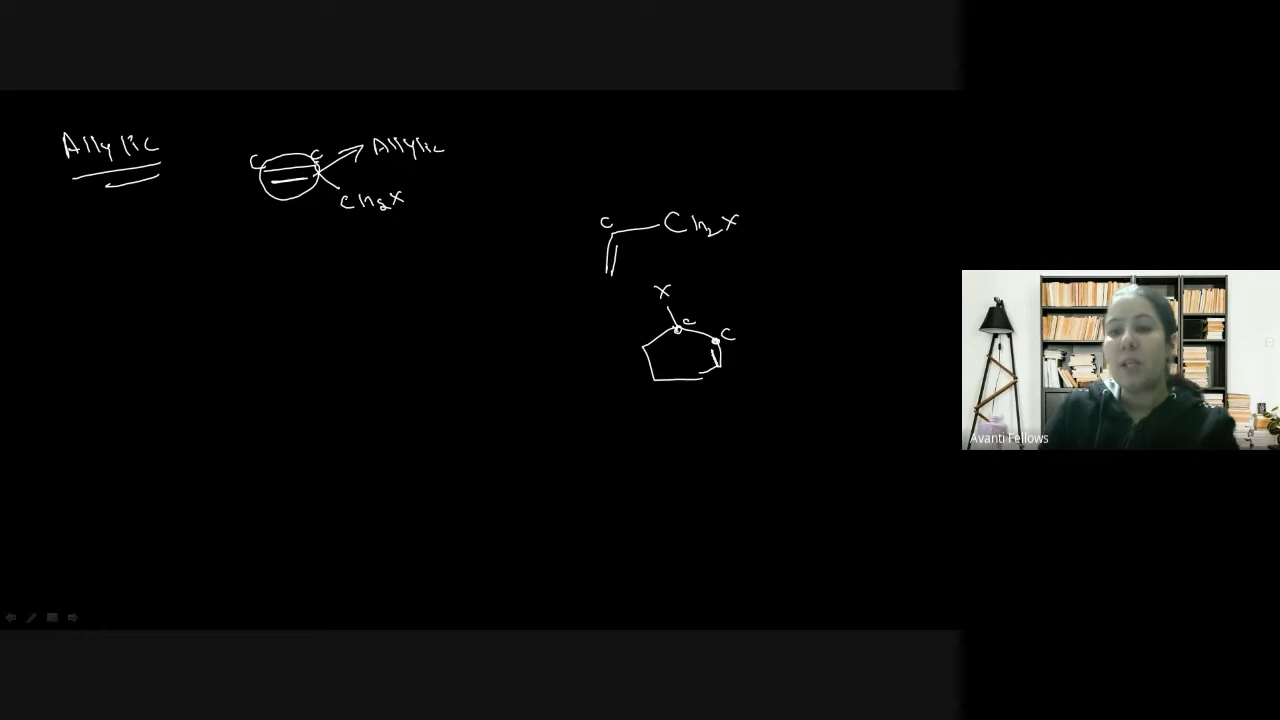 Allylic
C C Allylic
CH2X
C CH2X
X
C C
Avanti Fellows